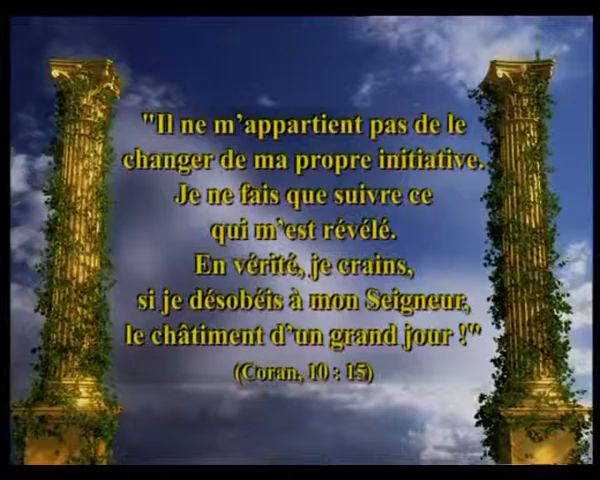 "Il ne m'appartient pas de le
changer de ma propre initiative.
Je ne fais que suivre ce
qui m'est révélé.
En vérité, je crains,
si je désobéis à mon Seigneur,
le châtiment d'un grand jour !"
(Coran, 10 : 15)